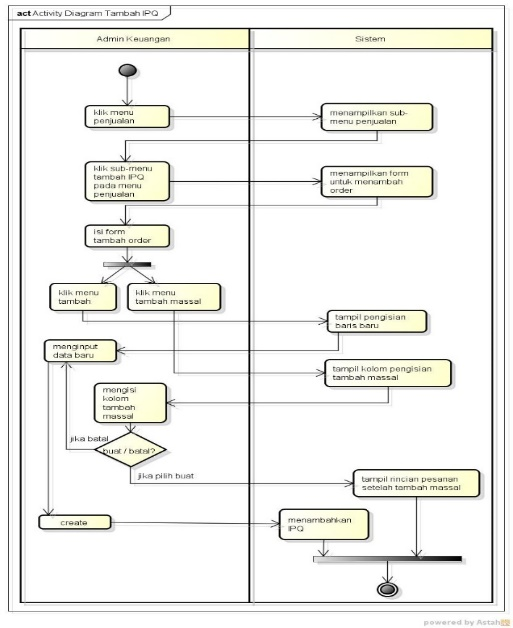 act Activity Diagram Tambah IPQ
Admin Keuangan
Sistem
klik menu
penjualan
menampilkan sub-
menu penjualan
klik sub-menu
tambah IPQ
pada menu
penjualan
menampilkan form
untuk menambah
order
isi form
tambah order
klik menu
tambah
klik menu
tambah massal
tampil pengisian
baris baru
menginput
data baru
tampil kolom pengisian
tambah massal
mengisi
kolom
tambah
massal
jika batal
buat / batal?
jika pilih buat
tampil rincian pesanan
setelah tambah massal
create
menambahkan
IPQ
powered by Astah